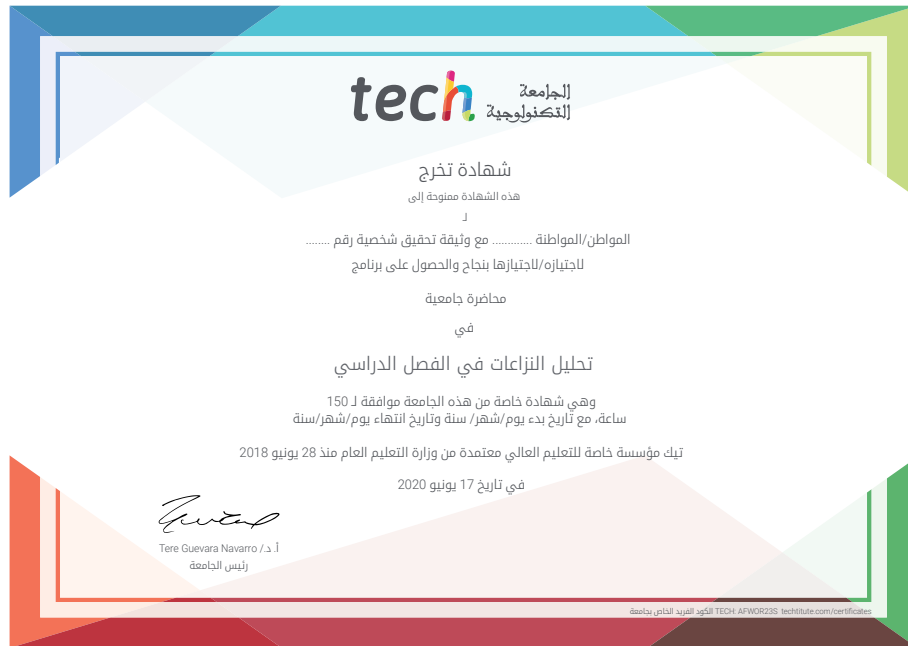 tech الجامعة
التكنولوجية
شهادة تخرج
هذه الشهادة ممنوحة إلى
لـ
المواطن/المواطنة ............. مع وثيقة تحقيق شخصية رقم ........
لاجتيازه/لاجتيازها بنجاح والحصول على برنامج
محاضرة جامعية
في
تحليل النزاعات في الفصل الدراسي
وهي شهادة خاصة من هذه الجامعة موافقة لـ 150
ساعة، مع تاريخ بدء يوم/شهر/ سنة وتاريخ انتهاء يوم/شهر/سنة
تيك مؤسسة خاصة للتعليم العالي معتمدة من وزارة التعليم العام منذ 28 يونيو 2018
في تاريخ 17 يونيو 2020
أ. د./ Tere Guevara Navarro
رئيس الجامعة
الكود الفريد الخاص بجامعة TECH: AFWOR23S techtitute.com/certificates